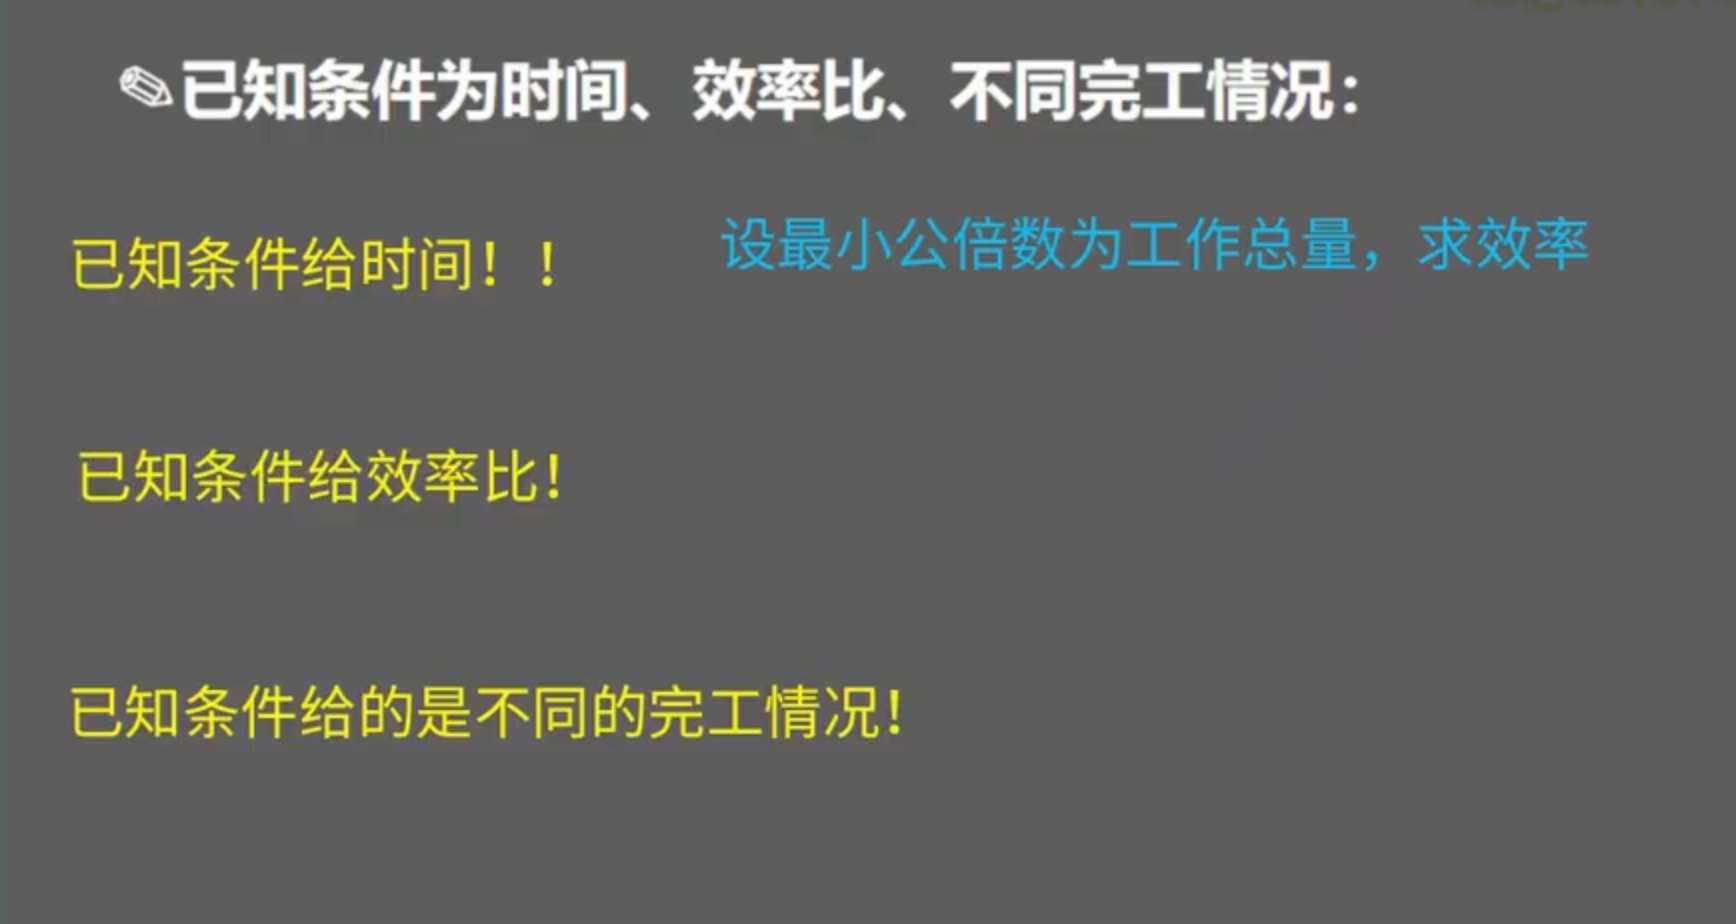 ✎已知条件为时间、效率比、不同完工情况：
已知条件给时间！！
设最小公倍数为工作总量，求效率
已知条件给效率比！
已知条件给的是不同的完工情况！